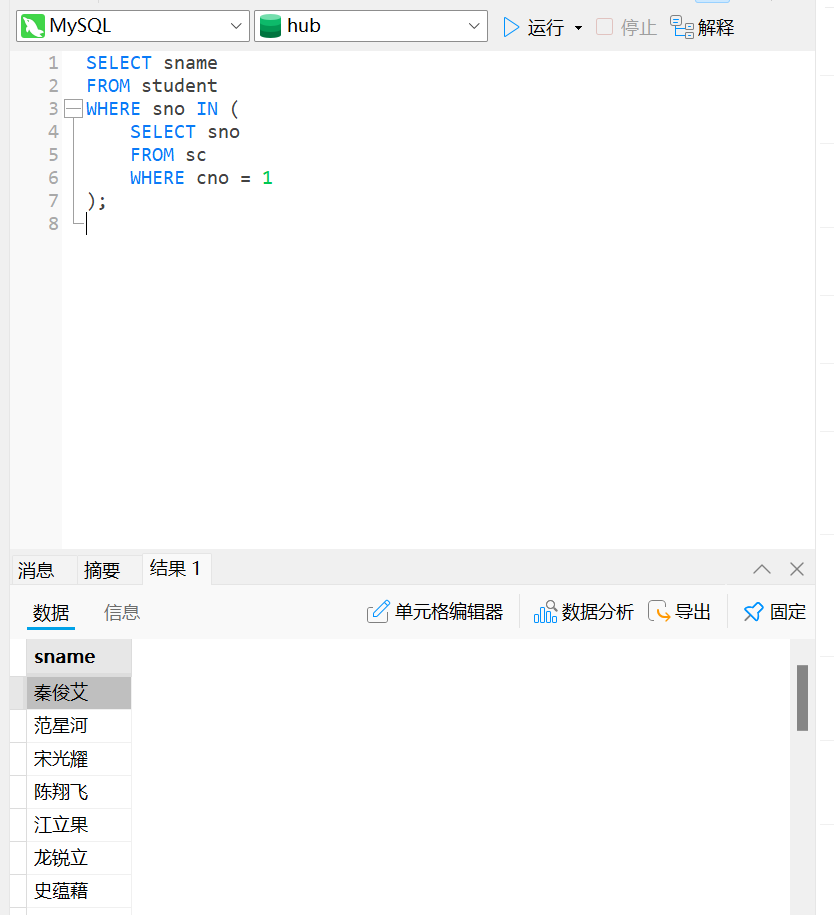 MySQL hub 运行 停止 解释
1 SELECT sname
2 FROM student
3 WHERE sno IN (
4 SELECT sno
5 FROM sc
6 WHERE cno = 1
7 );
8
消息 摘要 结果 1
数据 信息 单元格编辑器 数据分析 导出 固定
sname
秦俊艾
范星河
宋光耀
陈翔飞
江立果
龙锐立
史蕴藉